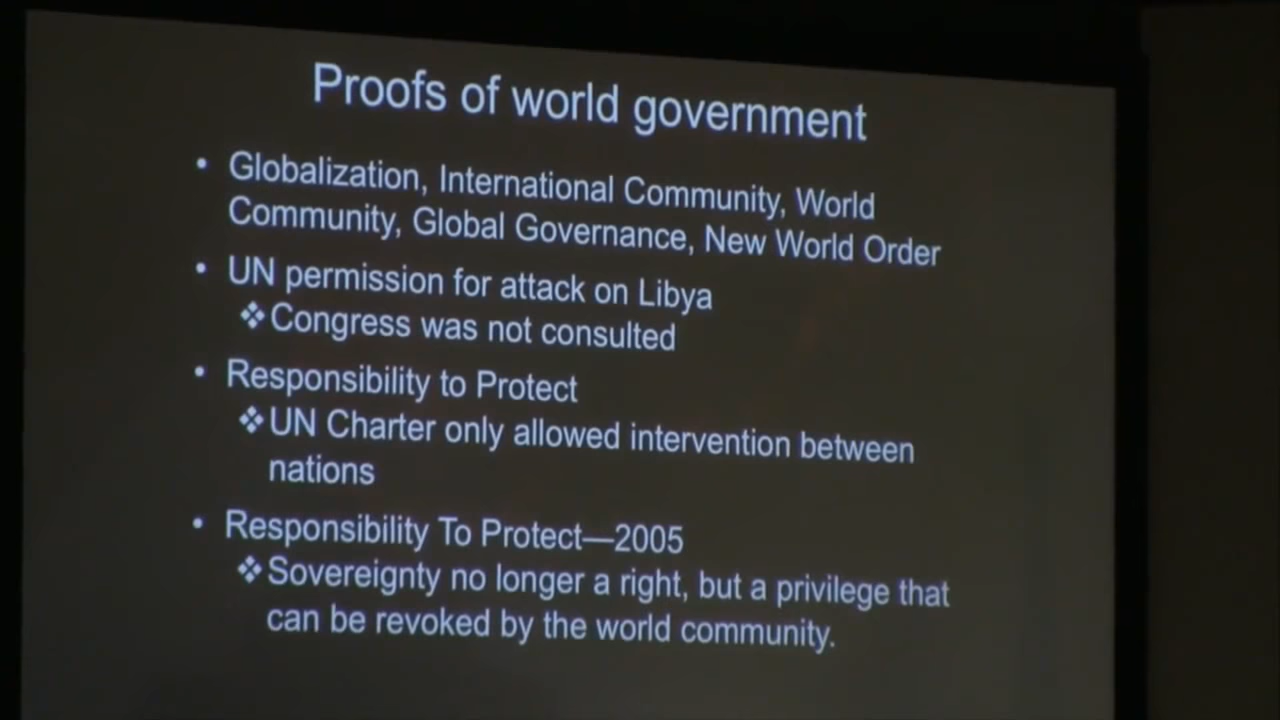 Proofs of world government
• Globalization, International Community, World
Community, Global Governance, New World Order
• UN permission for attack on Libya
❖Congress was not consulted
• Responsibility to Protect
❖UN Charter only allowed intervention between
nations
• Responsibility To Protect—2005
❖Sovereignty no longer a right, but a privilege that
can be revoked by the world community.